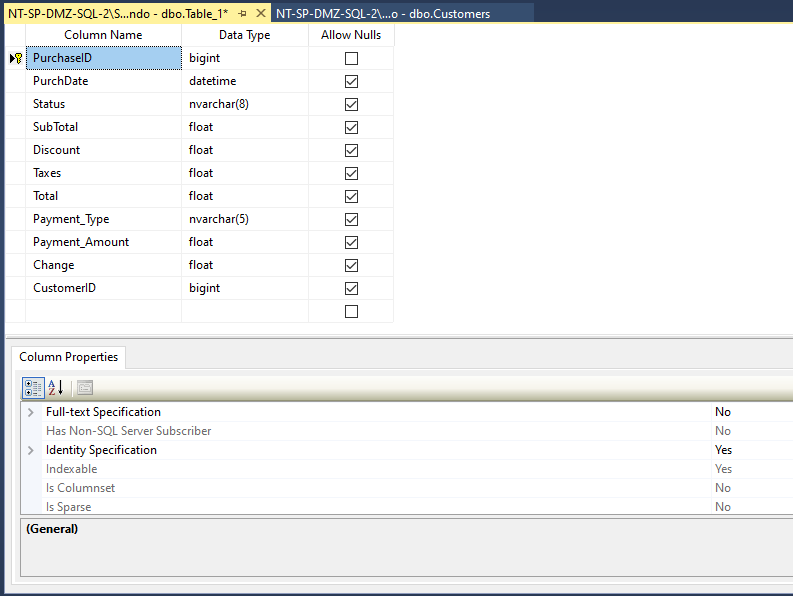 NT-SP-DMZ-SQL-2\S...ndo - dbo.Table_1* NT-SP-DMZ-SQL-2\...o - dbo.Customers
Column Name Data Type Allow Nulls
PurchaseID bigint
PurchDate datetime
Status nvarchar(8)
SubTotal float
Discount float
Taxes float
Total float
Payment_Type nvarchar(5)
Payment_Amount float
Change float
CustomerID bigint
Column Properties
Full-text Specification No
Has Non-SQL Server Subscriber No
Identity Specification Yes
Indexable Yes
Is Columnset No
Is Sparse No
(General)